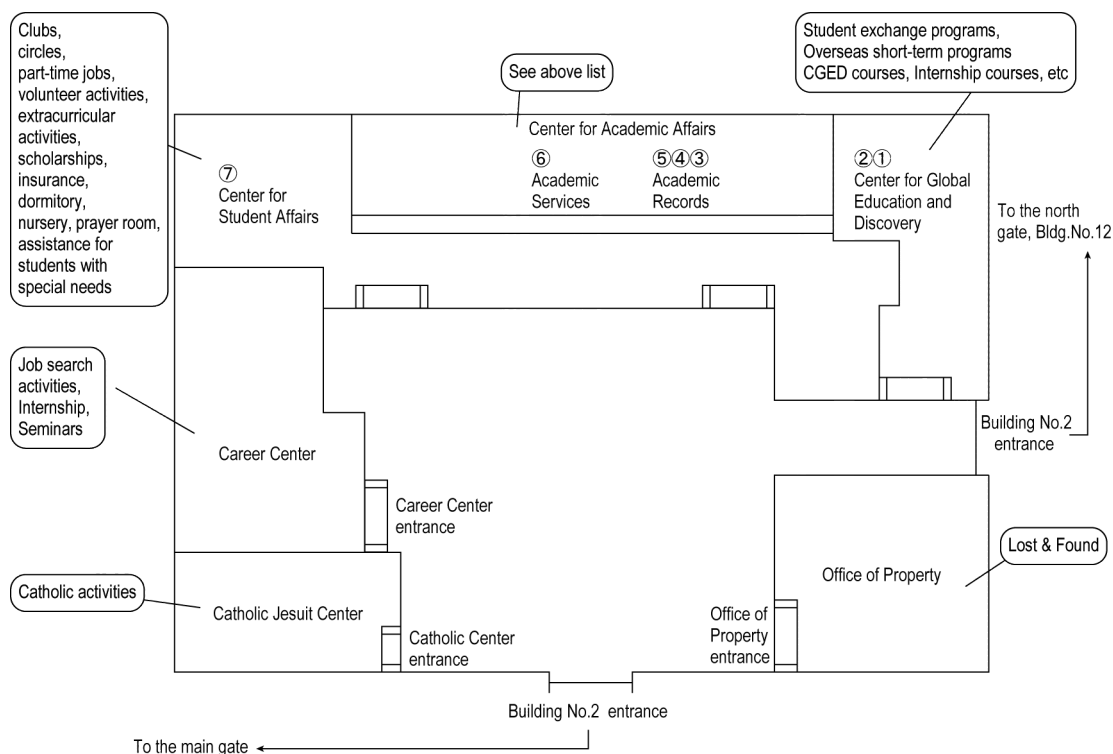 Clubs,
circles,
part-time jobs,
volunteer activities,
extracurricular
activities,
scholarships,
insurance,
dormitory,
nursery, prayer room,
assistance for
students with
special needs
See above list
Student exchange programs,
Overseas short-term programs
CGED courses, Internship courses, etc
Center for Academic Affairs
⑦
Center for
Student Affairs
⑥
Academic
Services
⑤④③
Academic
Records
②①
Center for Global
Education and
Discovery
To the north
gate, Bldg.No.12
Job search
activities,
Internship,
Seminars
Career Center
Career Center
entrance
Building No.2
entrance
Lost & Found
Office of Property
Catholic activities
Catholic Jesuit Center
Catholic Center
entrance
Office of
Property
entrance
Building No.2 entrance
To the main gate